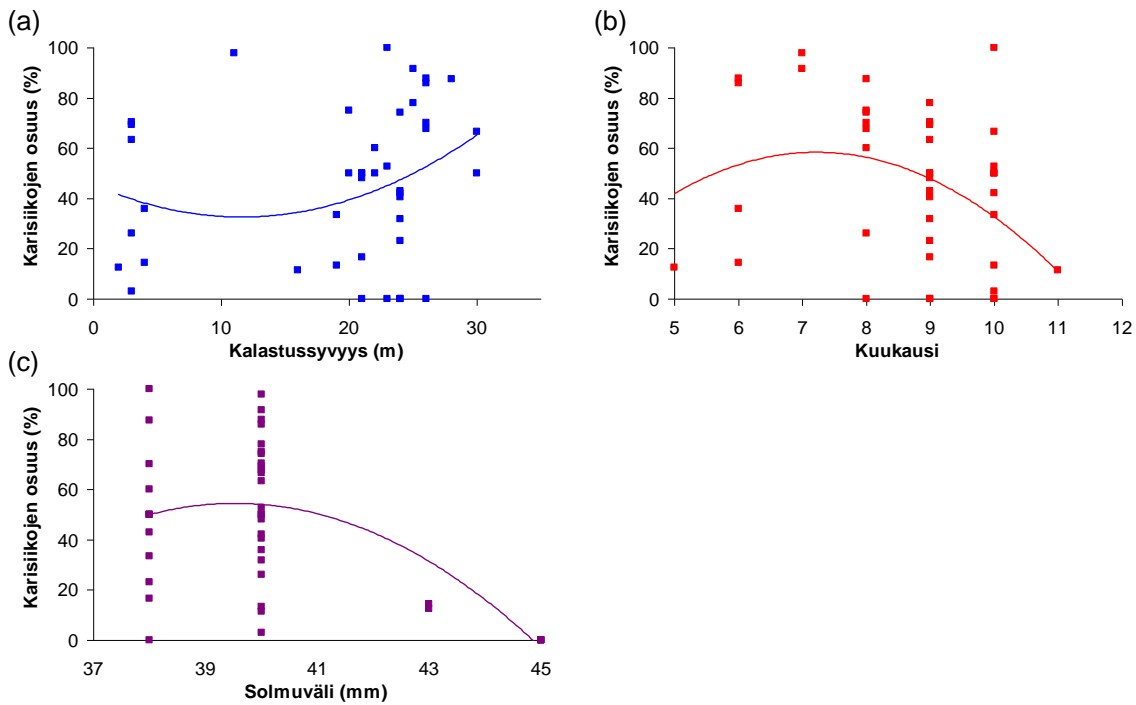 (a)
Karisiikojen osuus (%)
100
80
60
40
20
0
0 10 20 30
Kalastussyvyys (m)
(b)
Karisiikojen osuus (%)
100
80
60
40
20
0
5 6 7 8 9 10 11 12
Kuukausi
(c)
Karisiikojen osuus (%)
100
80
60
40
20
0
37 39 41 43 45
Solmuväli (mm)